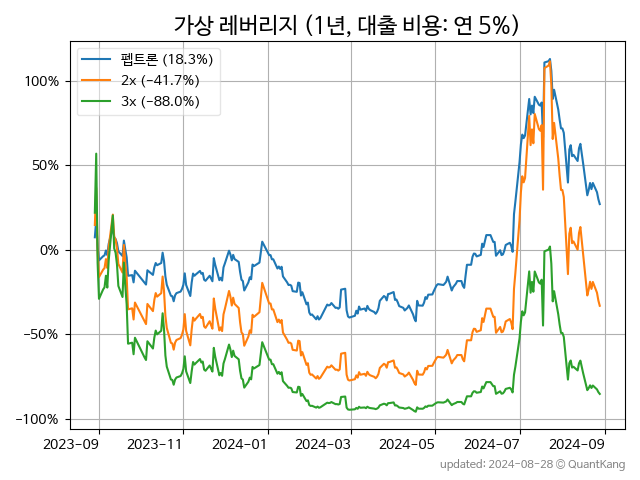 가상 레버리지 (1년, 대출 비용: 연 5%)
펩트론 (18.3%)
2x (−41.7%)
3x (−88.0%)
100%
50%
0%
−50%
−100%
2023-09 2023-11 2024-01 2024-03 2024-05 2024-07 2024-09
updated: 2024-08-28 © QuantKang